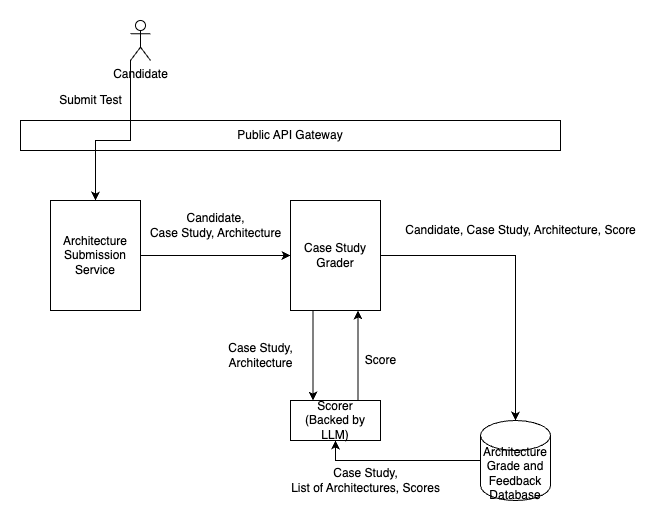 Candidate
Submit Test
Public API Gateway
Candidate,
Case Study, Architecture
Candidate, Case Study, Architecture, Score
Architecture
Submission
Service
Case Study
Grader
Case Study,
Architecture
Score
Scorer
(Backed by
LLM)
Architecture
Grade and
Feedback
Database
Case Study,
List of Architectures, Scores